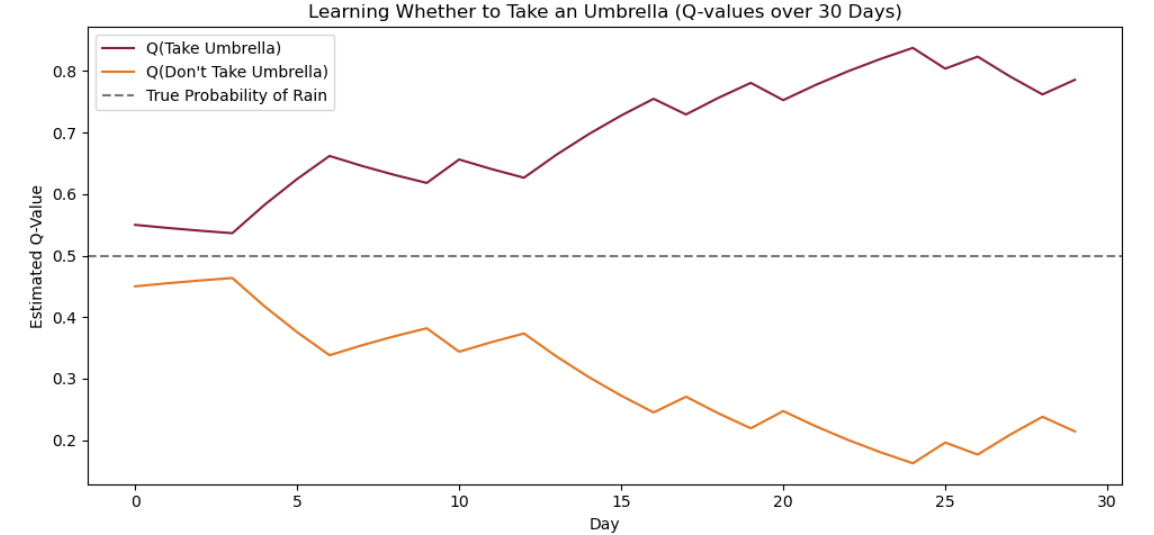 Learning Whether to Take an Umbrella (Q-values over 30 Days)
Q(Take Umbrella)
Q(Don't Take Umbrella)
True Probability of Rain
Estimated Q-Value
0.8
0.7
0.6
0.5
0.4
0.3
0.2
0 5 10 15 20 25 30
Day